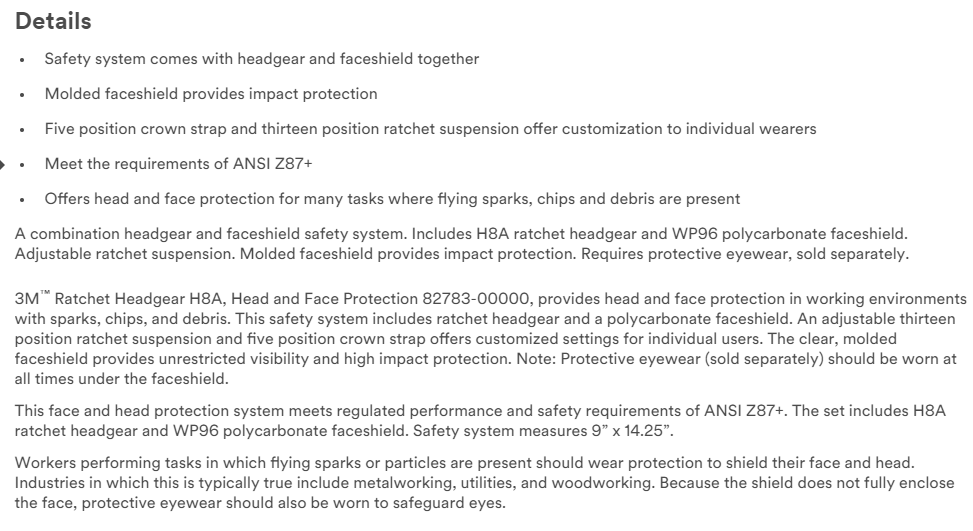 Details
• Safety system comes with headgear and faceshield together
• Molded faceshield provides impact protection
• Five position crown strap and thirteen position ratchet suspension offer customization to individual wearers
• Meet the requirements of ANSI Z87+
• Offers head and face protection for many tasks where flying sparks, chips and debris are present
A combination headgear and faceshield safety system. Includes H8A ratchet headgear and WP96 polycarbonate faceshield.
Adjustable ratchet suspension. Molded faceshield provides impact protection. Requires protective eyewear, sold separately.
3M™ Ratchet Headgear H8A, Head and Face Protection 82783-00000, provides head and face protection in working environments
with sparks, chips, and debris. This safety system includes ratchet headgear and a polycarbonate faceshield. An adjustable thirteen
position ratchet suspension and five position crown strap offers customized settings for individual users. The clear, molded
faceshield provides unrestricted visibility and high impact protection. Note: Protective eyewear (sold separately) should be worn at
all times under the faceshield.
This face and head protection system meets regulated performance and safety requirements of ANSI Z87+. The set includes H8A
ratchet headgear and WP96 polycarbonate faceshield. Safety system measures 9” x 14.25”.
Workers performing tasks in which flying sparks or particles are present should wear protection to shield their face and head.
Industries in which this is typically true include metalworking, utilities, and woodworking. Because the shield does not fully enclose
the face, protective eyewear should also be worn to safeguard eyes.